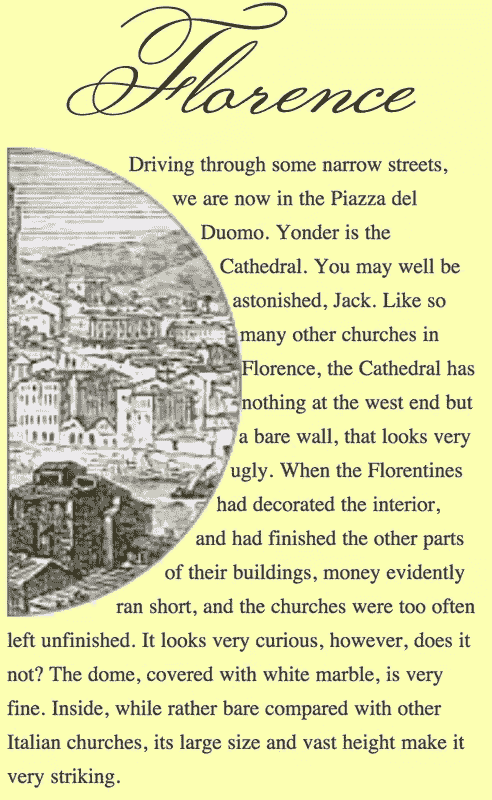 Florence
Driving through some narrow streets,
we are now in the Piazza del
Duomo. Yonder is the
Cathedral. You may well be
astonished, Jack. Like so
many other churches in
Florence, the Cathedral has
nothing at the west end but
a bare wall, that looks very
ugly. When the Florentines
had decorated the interior,
and had finished the other parts
of their buildings, money evidently
ran short, and the churches were too often
left unfinished. It looks very curious, however, does it
not? The dome, covered with white marble, is very
fine. Inside, while rather bare compared with other
Italian churches, its large size and vast height make it
very striking.